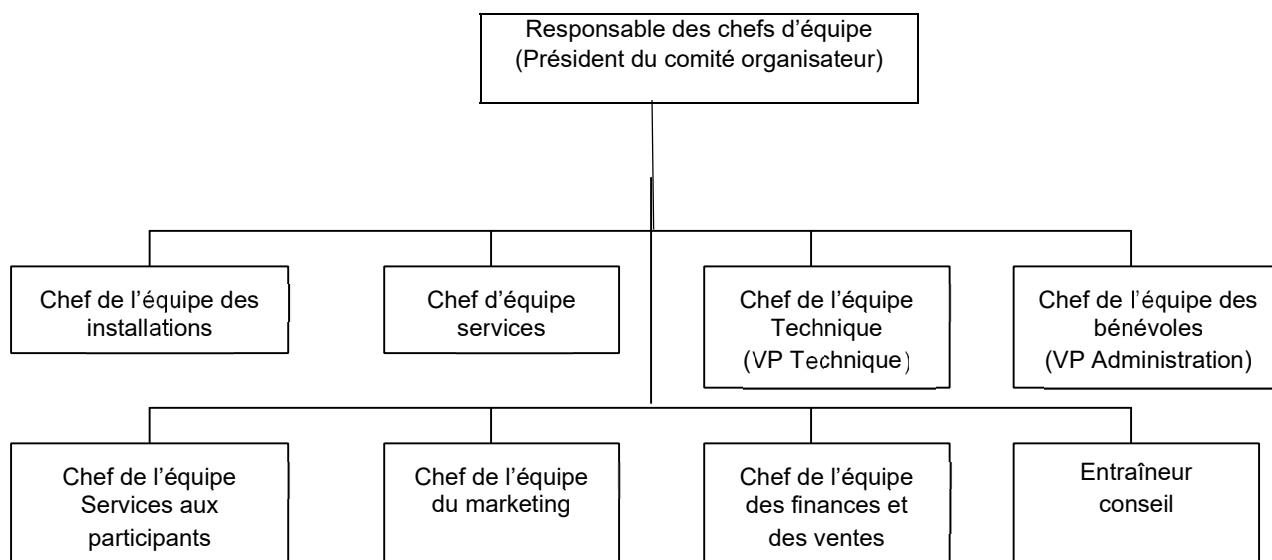 Responsable des chefs d’équipe
(Président du comité organisateur)
Chef de l’équipe des
installations
Chef d’équipe
services
Chef de l’équipe
Technique
(VP Technique)
Chef de l’équipe des
bénévoles
(VP Administration)
Chef de l’équipe
Services aux
participants
Chef de l’équipe
du marketing
Chef de l’équipe
des finances et
des ventes
Entraîneur
conseil